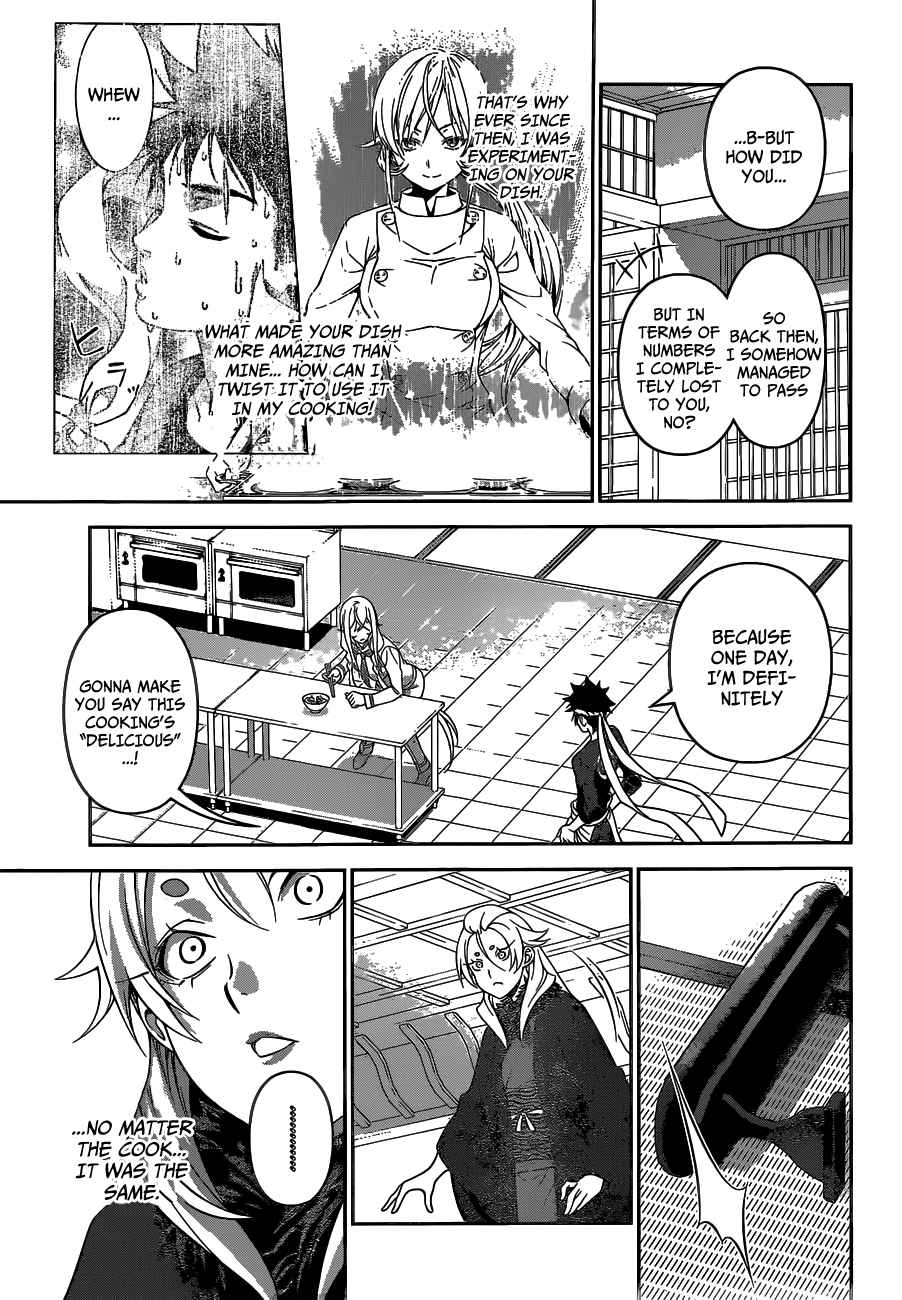 ...B-BUT
HOW DID
YOU...
SO
BACK THEN,
I SOMEHOW
MANAGED
TO PASS
BUT IN
TERMS OF
NUMBERS
I COMPLE-
TELY LOST
TO YOU,
NO?
THAT'S WHY
EVER SINCE
THEN, I WAS
EXPERIMENT-
ING ON YOUR
DISH.
WHEW
...
WHAT MADE YOUR DISH
MORE AMAZING THAN
MINE... HOW CAN I
TWIST IT TO USE IT
IN MY COOKING!
BECAUSE
ONE DAY,
I'M DEFI-
NITELY
GONNA MAKE
YOU SAY THIS
COOKING'S
"DELICIOUS"
...!
...........
...NO MATTER
THE COOK...
IT WAS THE
SAME.